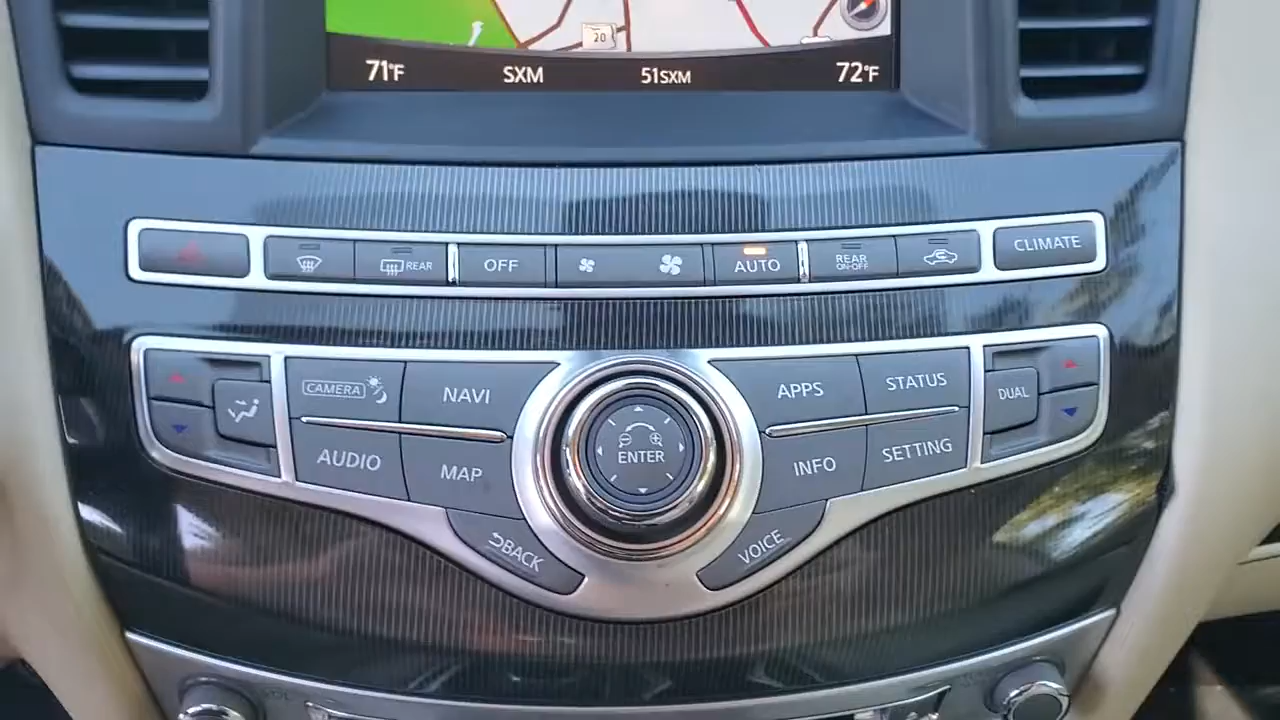 20
71°F SXM 51SXM 72°F
REAR OFF AUTO REAR ON·OFF CLIMATE
CAMERA NAVI APPS STATUS DUAL
AUDIO MAP ENTER INFO SETTING
BACK VOICE